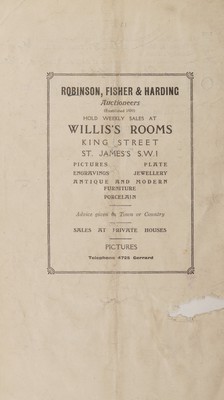 ROBINSON, FISHER & HARDING
Auctioneers
HOLD WEEKLY SALES AT
WILLIS'S ROOMS
KING STREET
ST. JAMES'S S.W.1
PICTURES PLATE
ENGRAVINGS JEWELLERY
ANTIQUE AND MODERN
FURNITURE
PORCELAIN
Advice given in Town or Country
SALES AT PRIVATE HOUSES
PICTURES
Telephone 4755 Gerrard